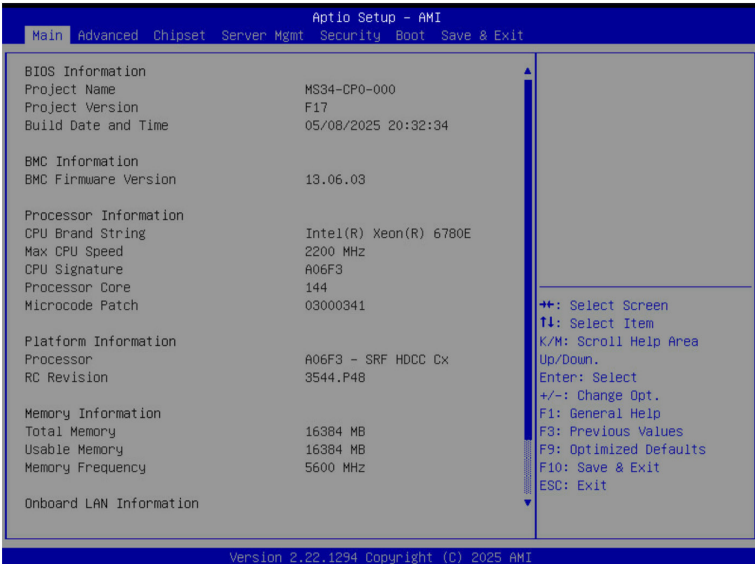 Aptio Setup - AMI
Main Advanced Chipset Server Mgmt Security Boot Save & Exit
BIOS Information
Project Name MS34-CP0-000
Project Version F17
Build Date and Time 05/08/2025 20:32:34
BMC Information
BMC Firmware Version 13.06.03
Processor Information
CPU Brand String Intel(R) Xeon(R) 6780E
Max CPU Speed 2200 MHz
CPU Signature A06F3
Processor Core 144
Microcode Patch 03000341
Platform Information
Processor A06F3 - SRF HDCC Cx
RC Revision 3544.P48
Memory Information
Total Memory 16384 MB
Usable Memory 16384 MB
Memory Frequency 5600 MHz
Onboard LAN Information
→←: Select Screen
↑↓: Select Item
K/M: Scroll Help Area
Up/Down.
Enter: Select
+/-: Change Opt.
F1: General Help
F3: Previous Values
F9: Optimized Defaults
F10: Save & Exit
ESC: Exit
Version 2.22.1294 Copyright (C) 2025 AMI